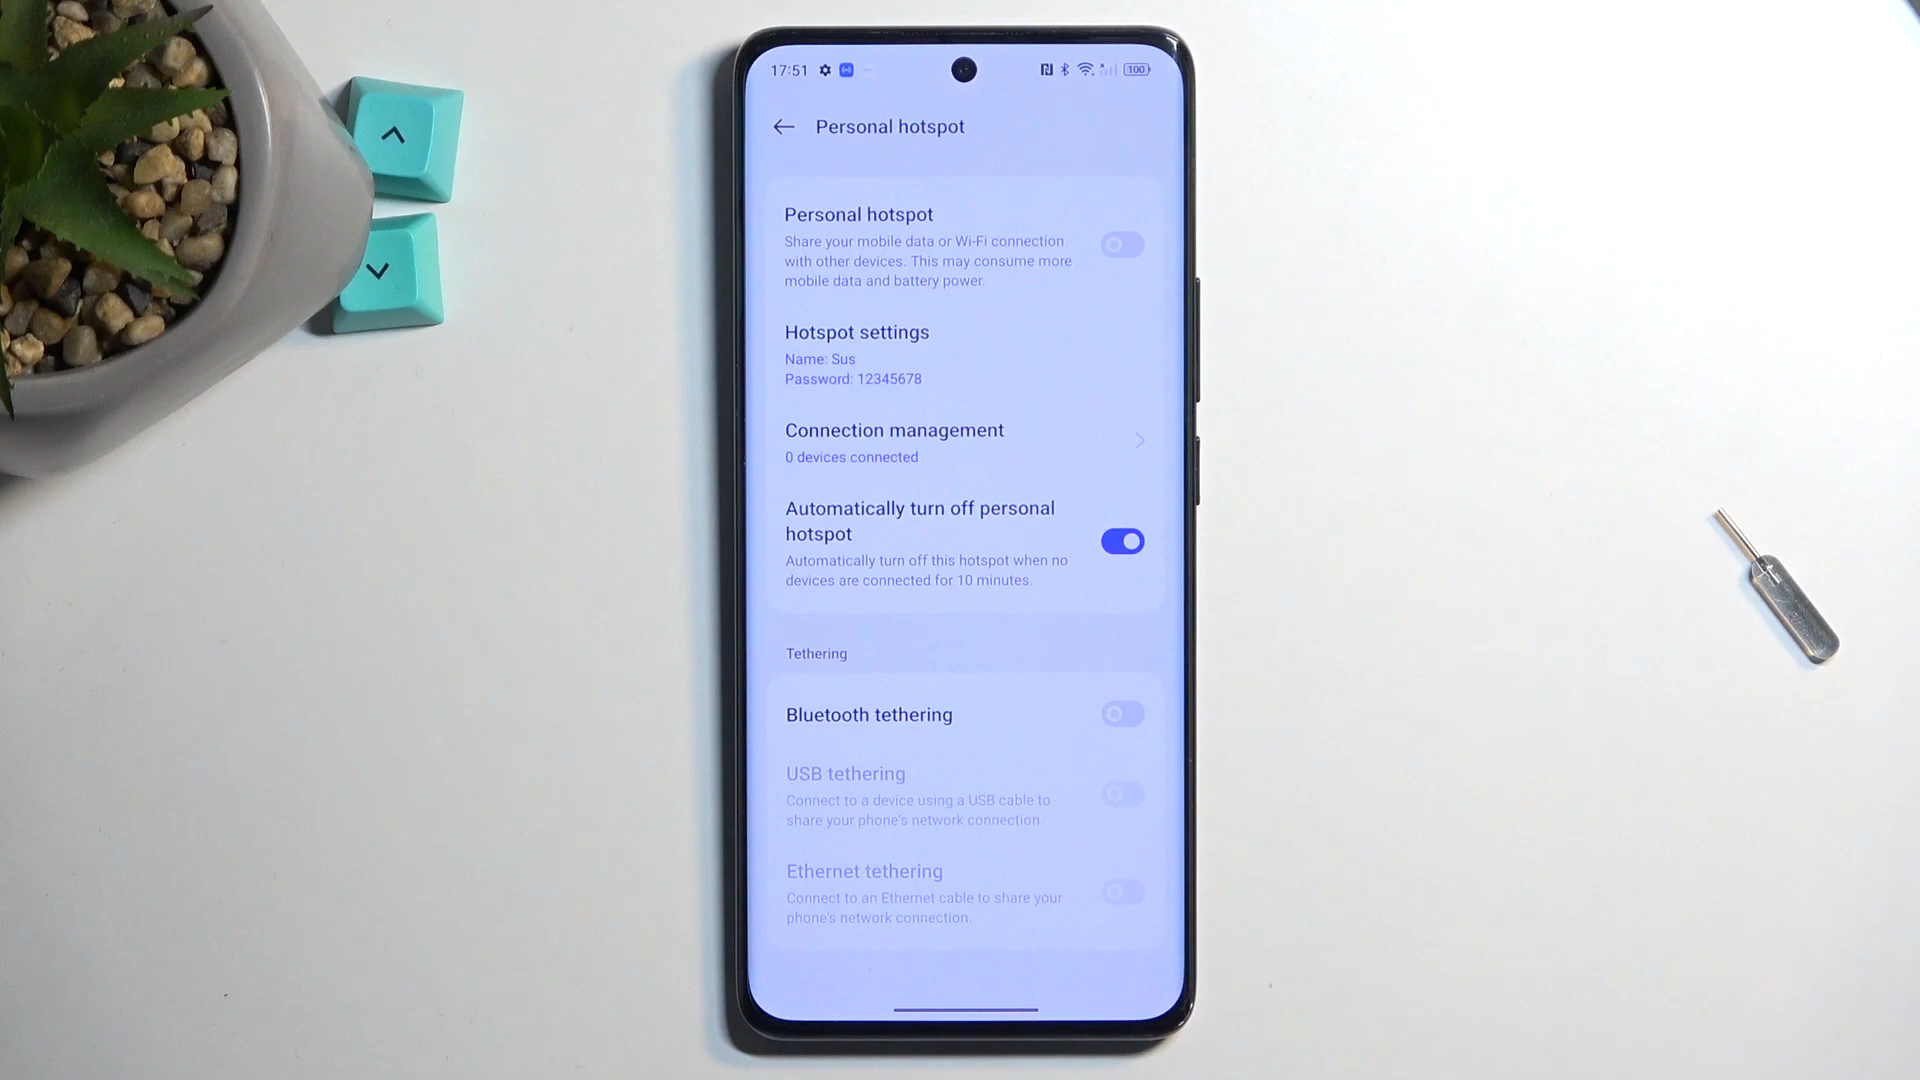 17:51
100
Personal hotspot
Personal hotspot
Share your mobile data or Wi-Fi connection
with other devices. This may consume more
mobile data and battery power.
Hotspot settings
Name: Sus
Password: 12345678
Connection management
0 devices connected
Automatically turn off personal
hotspot
Automatically turn off this hotspot when no
devices are connected for 10 minutes.
Tethering
Bluetooth tethering
USB tethering
Connect to a device using a USB cable to
share your phone's network connection.
Ethernet tethering
Connect to an Ethernet cable to share your
phone's network connection.